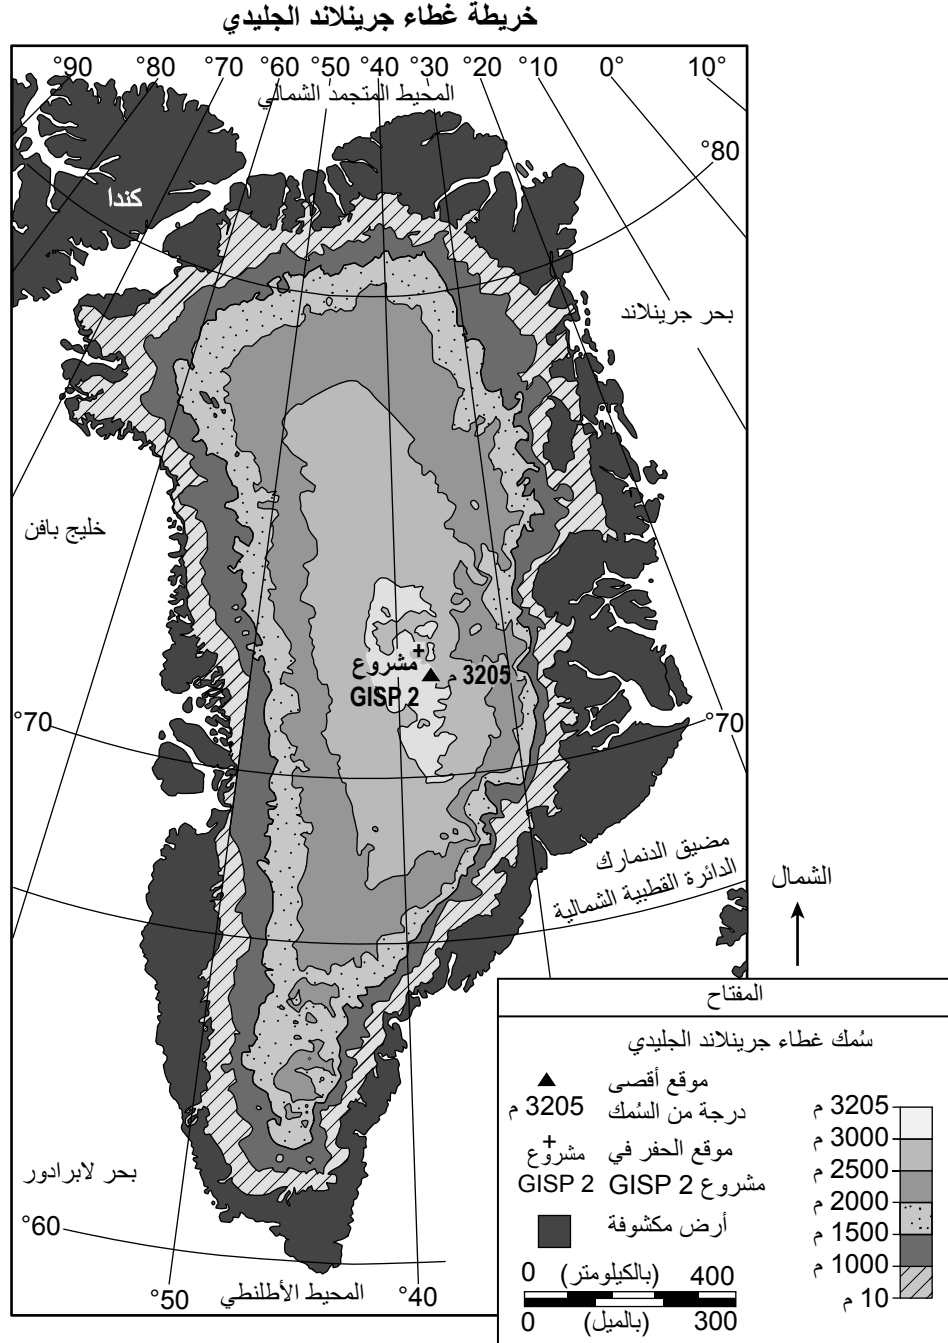 خريطة غطاء جرينلاند الجليدي
°90 °80 °70 °60 °50 °40 °30 °20 °10 0° 10°
المحيط المتجمد الشمالي
°80
كندا
بحر جرينلاند
خليج بافن
+
مشروع
GISP 2
3205 م
°70
°70
مضيق الدنمارك
الدائرة القطبية الشمالية
الشمال
بحر لابرادور
°60
المحيط الأطلنطي
°50
°40
المفتاح
سُمك غطاء جرينلاند الجليدي
موقع أقصى
درجة من السُمك
3205 م
موقع الحفر في
مشروع GISP 2
+
مشروع
GISP 2
أرض مكشوفة
3205 م
3000 م
2500 م
2000 م
1500 م
1000 م
10 م
0 (بالكيلومتر) 400
0 (بالميل) 300